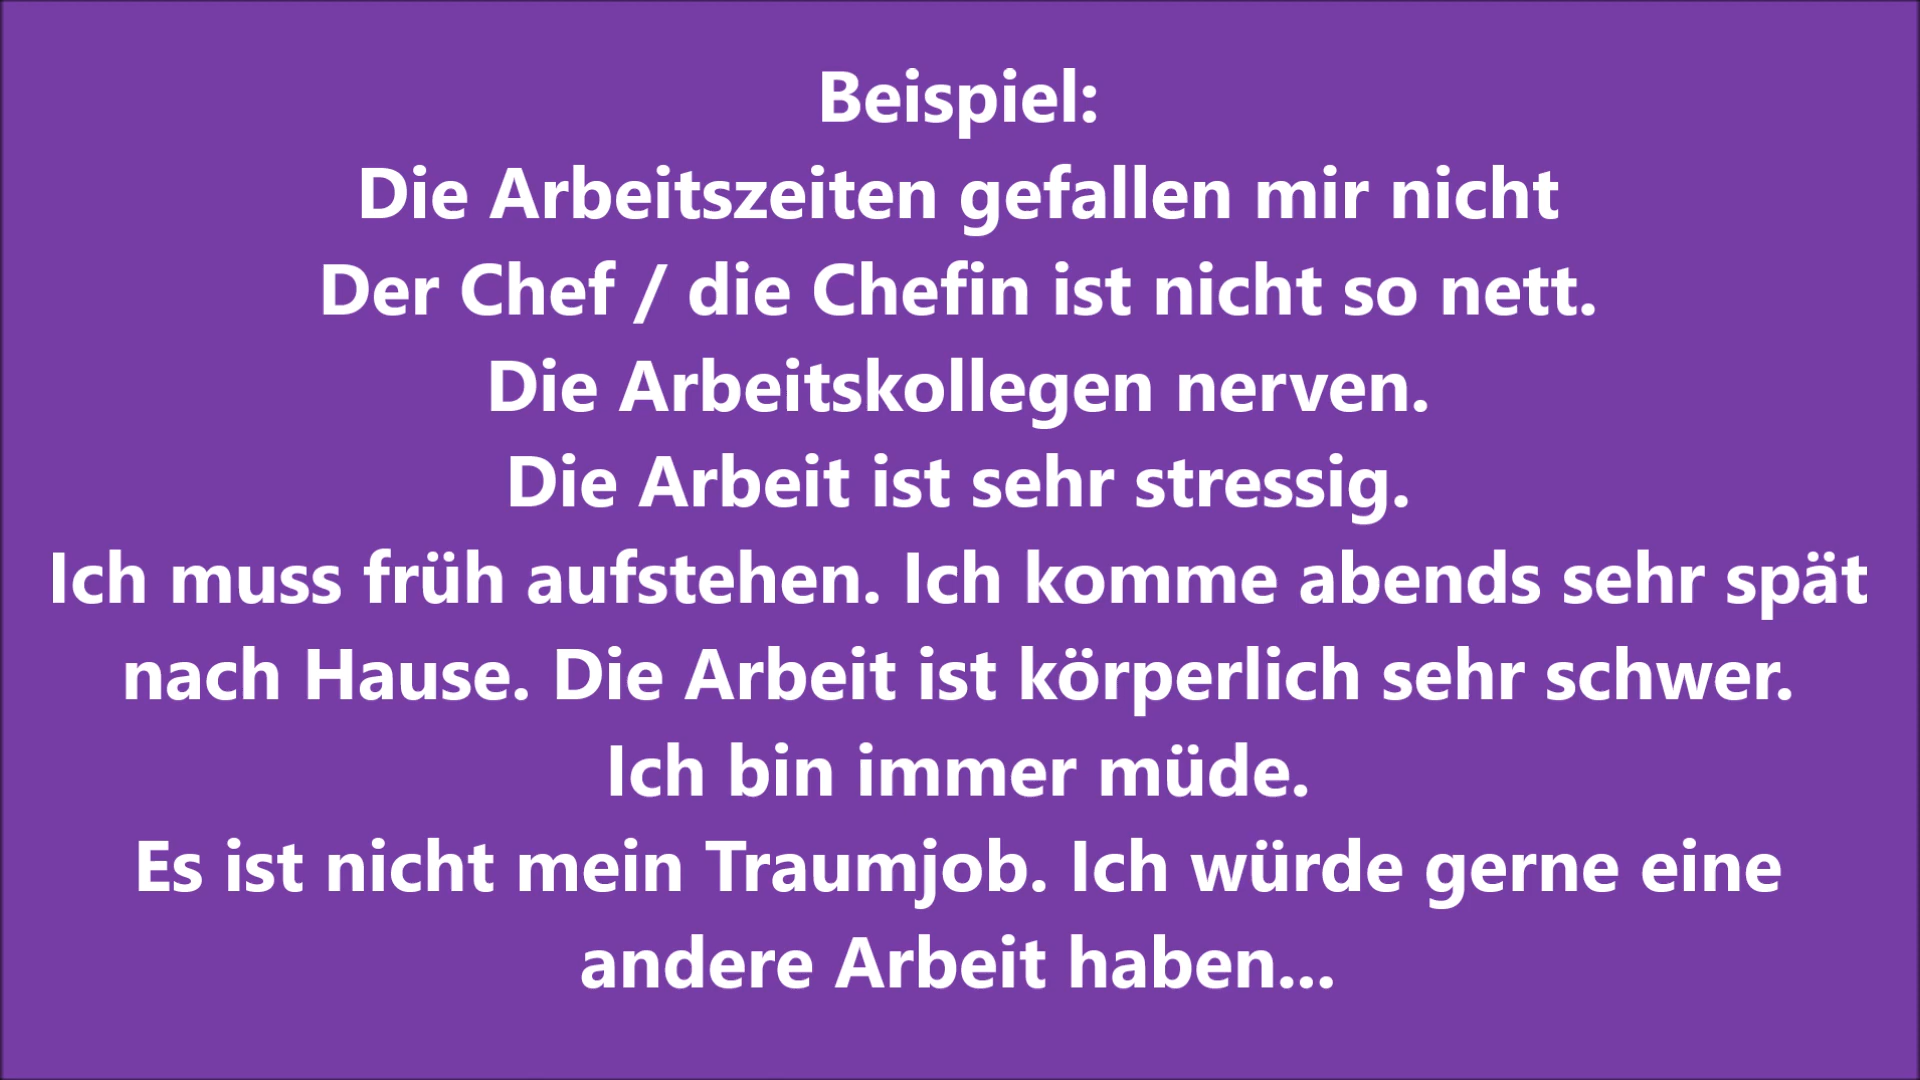 Beispiel:
Die Arbeitszeiten gefallen mir nicht
Der Chef / die Chefin ist nicht so nett.
Die Arbeitskollegen nerven.
Die Arbeit ist sehr stressig.
Ich muss früh aufstehen. Ich komme abends sehr spät
nach Hause. Die Arbeit ist körperlich sehr schwer.
Ich bin immer müde.
Es ist nicht mein Traumjob. Ich würde gerne eine
andere Arbeit haben...